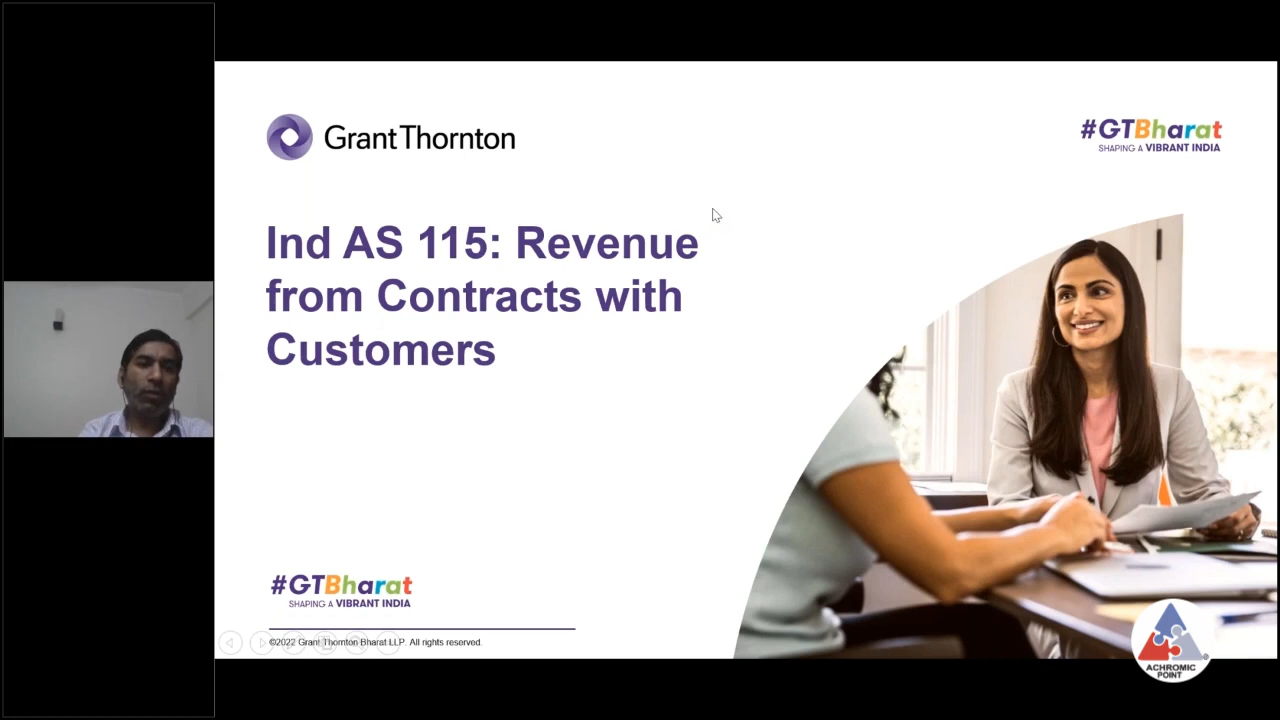 Grant Thornton
#GTBharat
SHAPING A VIBRANT INDIA
Ind AS 115: Revenue
from Contracts with
Customers
#GTBharat
SHAPING A VIBRANT INDIA
©2022 Grant Thornton Bharat LLP. All rights reserved.
ACHROMIC
POINT
®